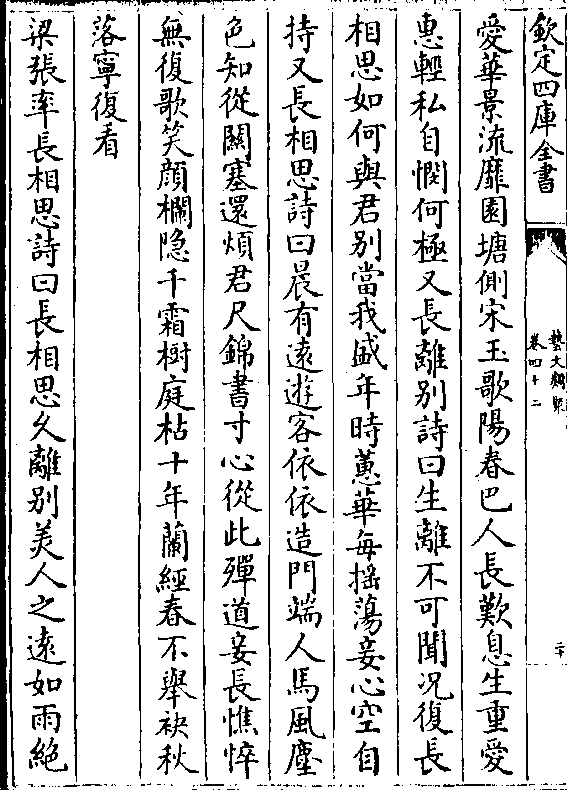 欽定四庫全書
藝文類聚
卷四十二
二十
愛華景流靡園塘側宋玉歌陽春巴人長歎息生重愛
惠輕私自憫何極又長離别詩曰生離不可聞况復長
相思如何與君别當我盛年時蕙華每揺蕩妾心空自
持又長相思詩曰晨有逺遊客依依造門端人馬風塵
色知從闗塞還煩君尺錦書寸心從此殫道妾長憔悴
無復歌笑顔欄隐千霜樹庭枯十年蘭經春不舉袂秋
落寧復看
梁張率長相思詩曰長相思久離别美人之逺如雨絶